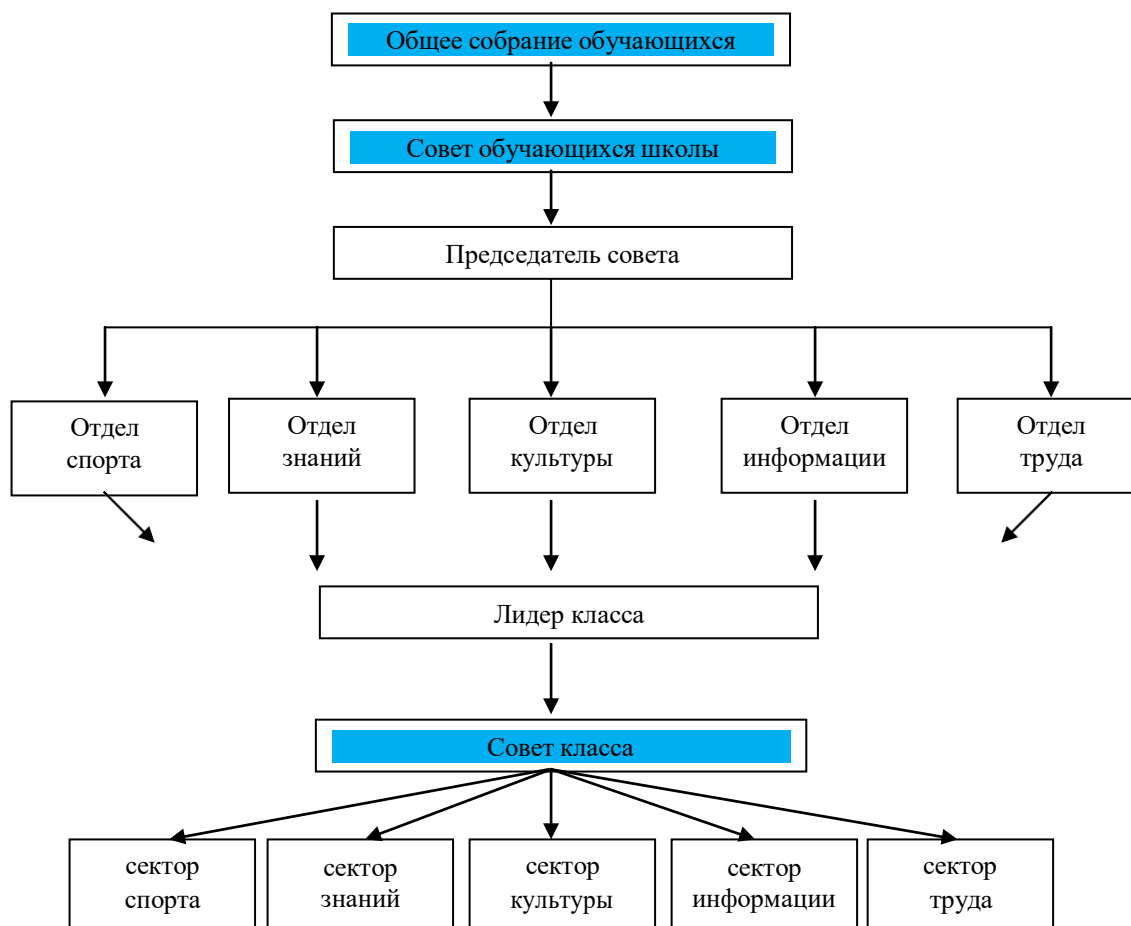 Общее собрание обучающихся
Совет обучающихся школы
Председатель совета
Отдел
спорта
Отдел
знаний
Отдел
культуры
Отдел
информации
Отдел
труда
Лидер класса
Совет класса
сектор
спорта
сектор
знаний
сектор
культуры
сектор
информации
сектор
труда